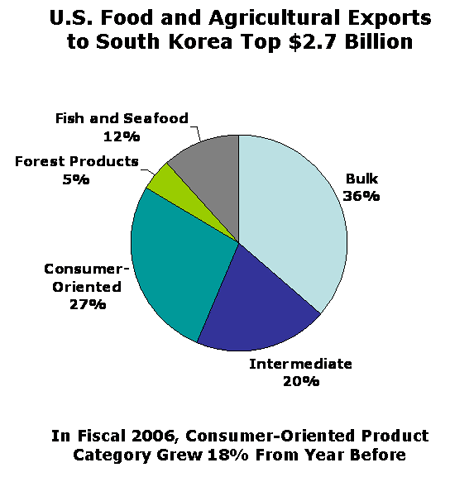 U.S. Food and Agricultural Exports
to South Korea Top $2.7 Billion
Fish and Seafood
12%
Forest Products
5%
Bulk
36%
Consumer-
Oriented
27%
Intermediate
20%
In Fiscal 2006, Consumer-Oriented Product
Category Grew 18% From Year Before